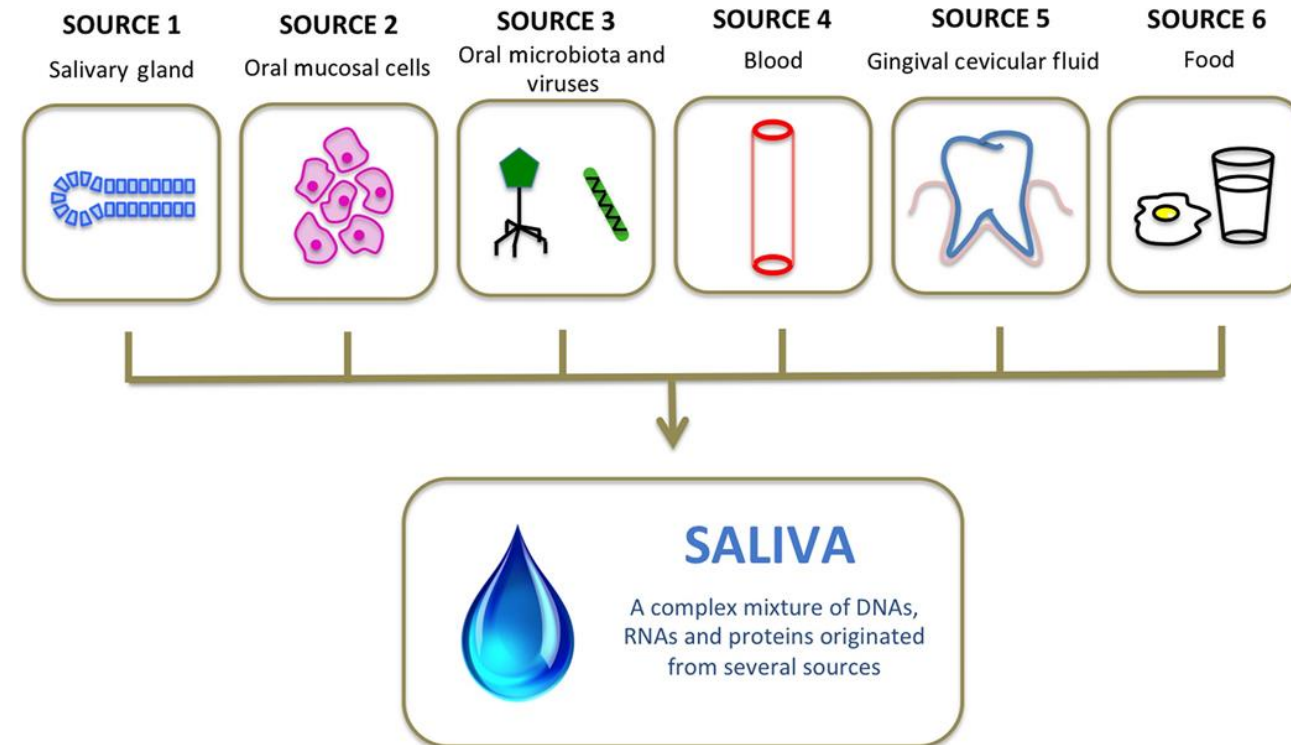 SOURCE 1
Salivary gland
SOURCE 2
Oral mucosal cells
SOURCE 3
Oral microbiota and
viruses
SOURCE 4
Blood
SOURCE 5
Gingival cevicular fluid
SOURCE 6
Food
SALIVA
A complex mixture of DNAs,
RNAs and proteins originated
from several sources